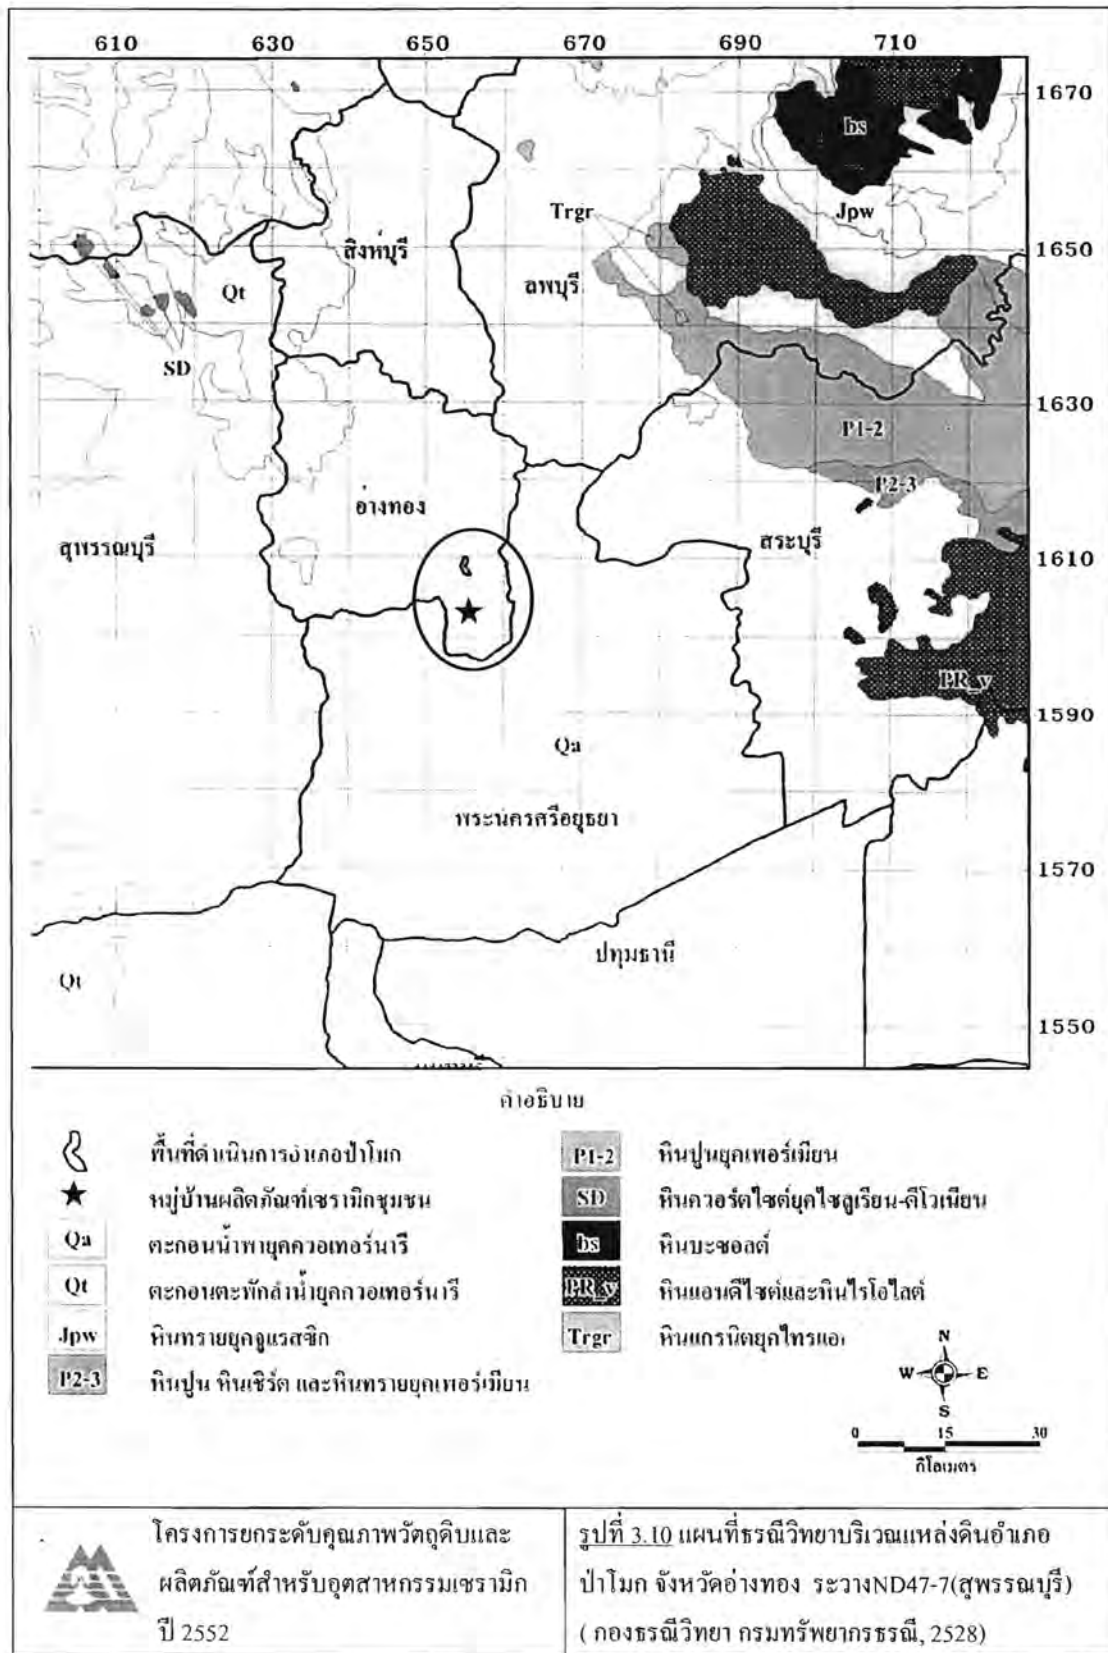 610 630 650 670 690 710
1670
bs
Trgr
Jpw
สิงห์บุรี
1650
ลพบุรี
Qt
SD
1630
P1-2
P2-3
อ่างทอง
สระบุรี
สุพรรณบุรี
1610
PR_v
1590
Qa
พระนครศรีอยุธยา
1570
ปทุมธานี
Qt
1550
คำอธิบาย
พื้นที่ดำเนินการอำเภอป่าโมก
หมู่บ้านผลิตภัณฑ์เซรามิกชุมชน
Qa ตะกอนน้ำพายุคควอเทอร์นารี
Qt ตะกอนตะพักลำน้ำยุคควอเทอร์นารี
Jpw หินทรายยุคจูแรสซิก
P2-3 หินปูน หินเชิร์ต และหินทรายยุคเพอร์เมียน
P1-2 หินปูนยุคเพอร์เมียน
SD หินควอร์ตไซต์ยุคไซลูเรียน-ดีโวเนียน
bs หินบะซอลต์
PR_v หินแอนดีไซต์และหินไรโอไลต์
Trgr หินแกรนิตยุคไทรแอ
N
W E
S
0 15 30
กิโลเมตร
โครงการยกระดับคุณภาพวัตถุดิบและ
ผลิตภัณฑ์สำหรับอุตสาหกรรมเซรามิก
ปี 2552
รูปที่ 3.10 แผนที่ธรณีวิทยาบริเวณแหล่งดินอำเภอ
ป่าโมก จังหวัดอ่างทอง ระวางND47-7(สุพรรณบุรี)
( กองธรณีวิทยา กรมทรัพยากรธรณี, 2528)